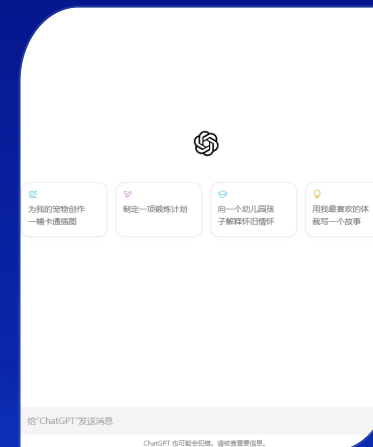 为我的宠物创作
一幅卡通插图
制定一项锻炼计划
向一个幼儿园孩
子解释怀旧情怀
用我最喜欢的体
裁写一个故事
给"ChatGPT"发送消息
ChatGPT 也可能会犯错。请核查重要信息。